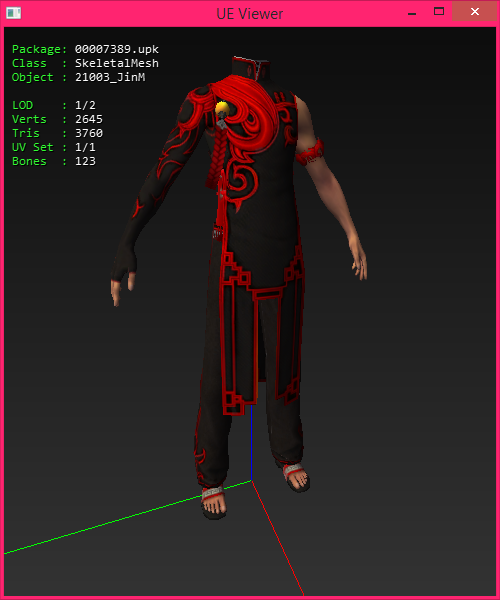 UE Viewer
Package: 00007389.upk
Class  : SkeletalMesh
Object : 21003_JinM
LOD    : 1/2
Verts  : 2645
Tris   : 3760
UV Set : 1/1
Bones  : 123